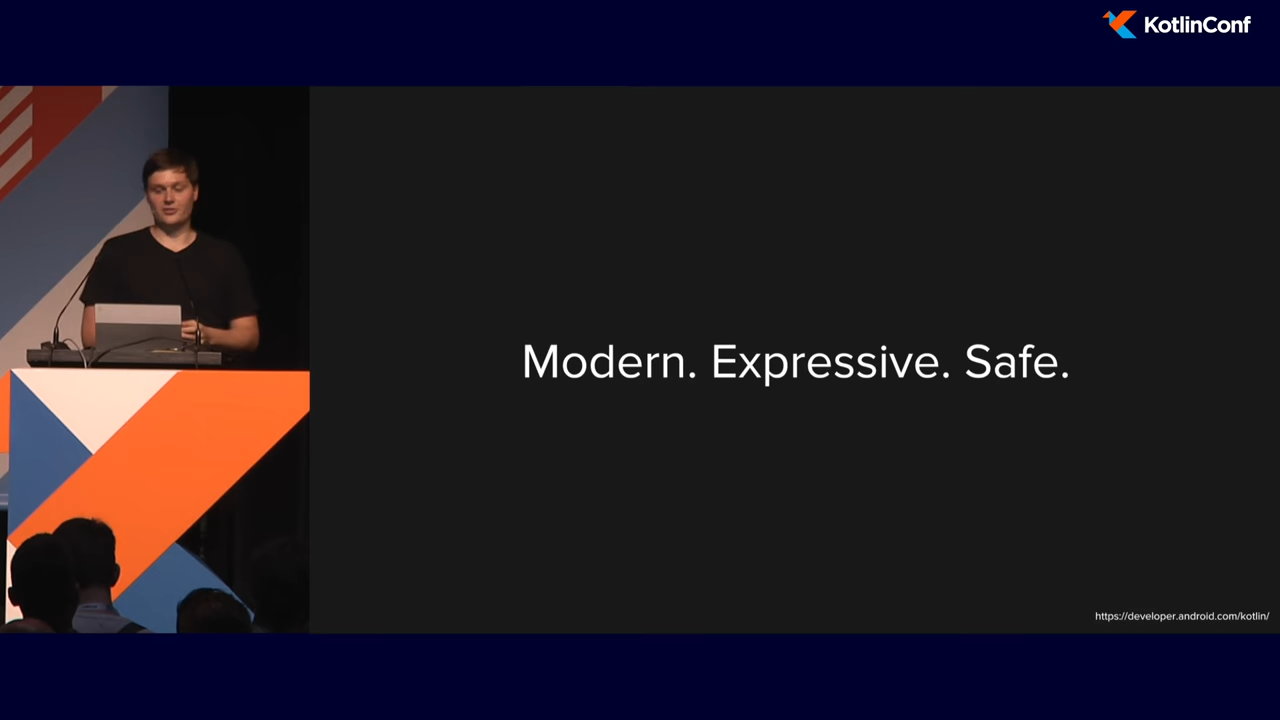 KotlinConf
Modern. Expressive. Safe.
https://developer.android.com/kotlin/